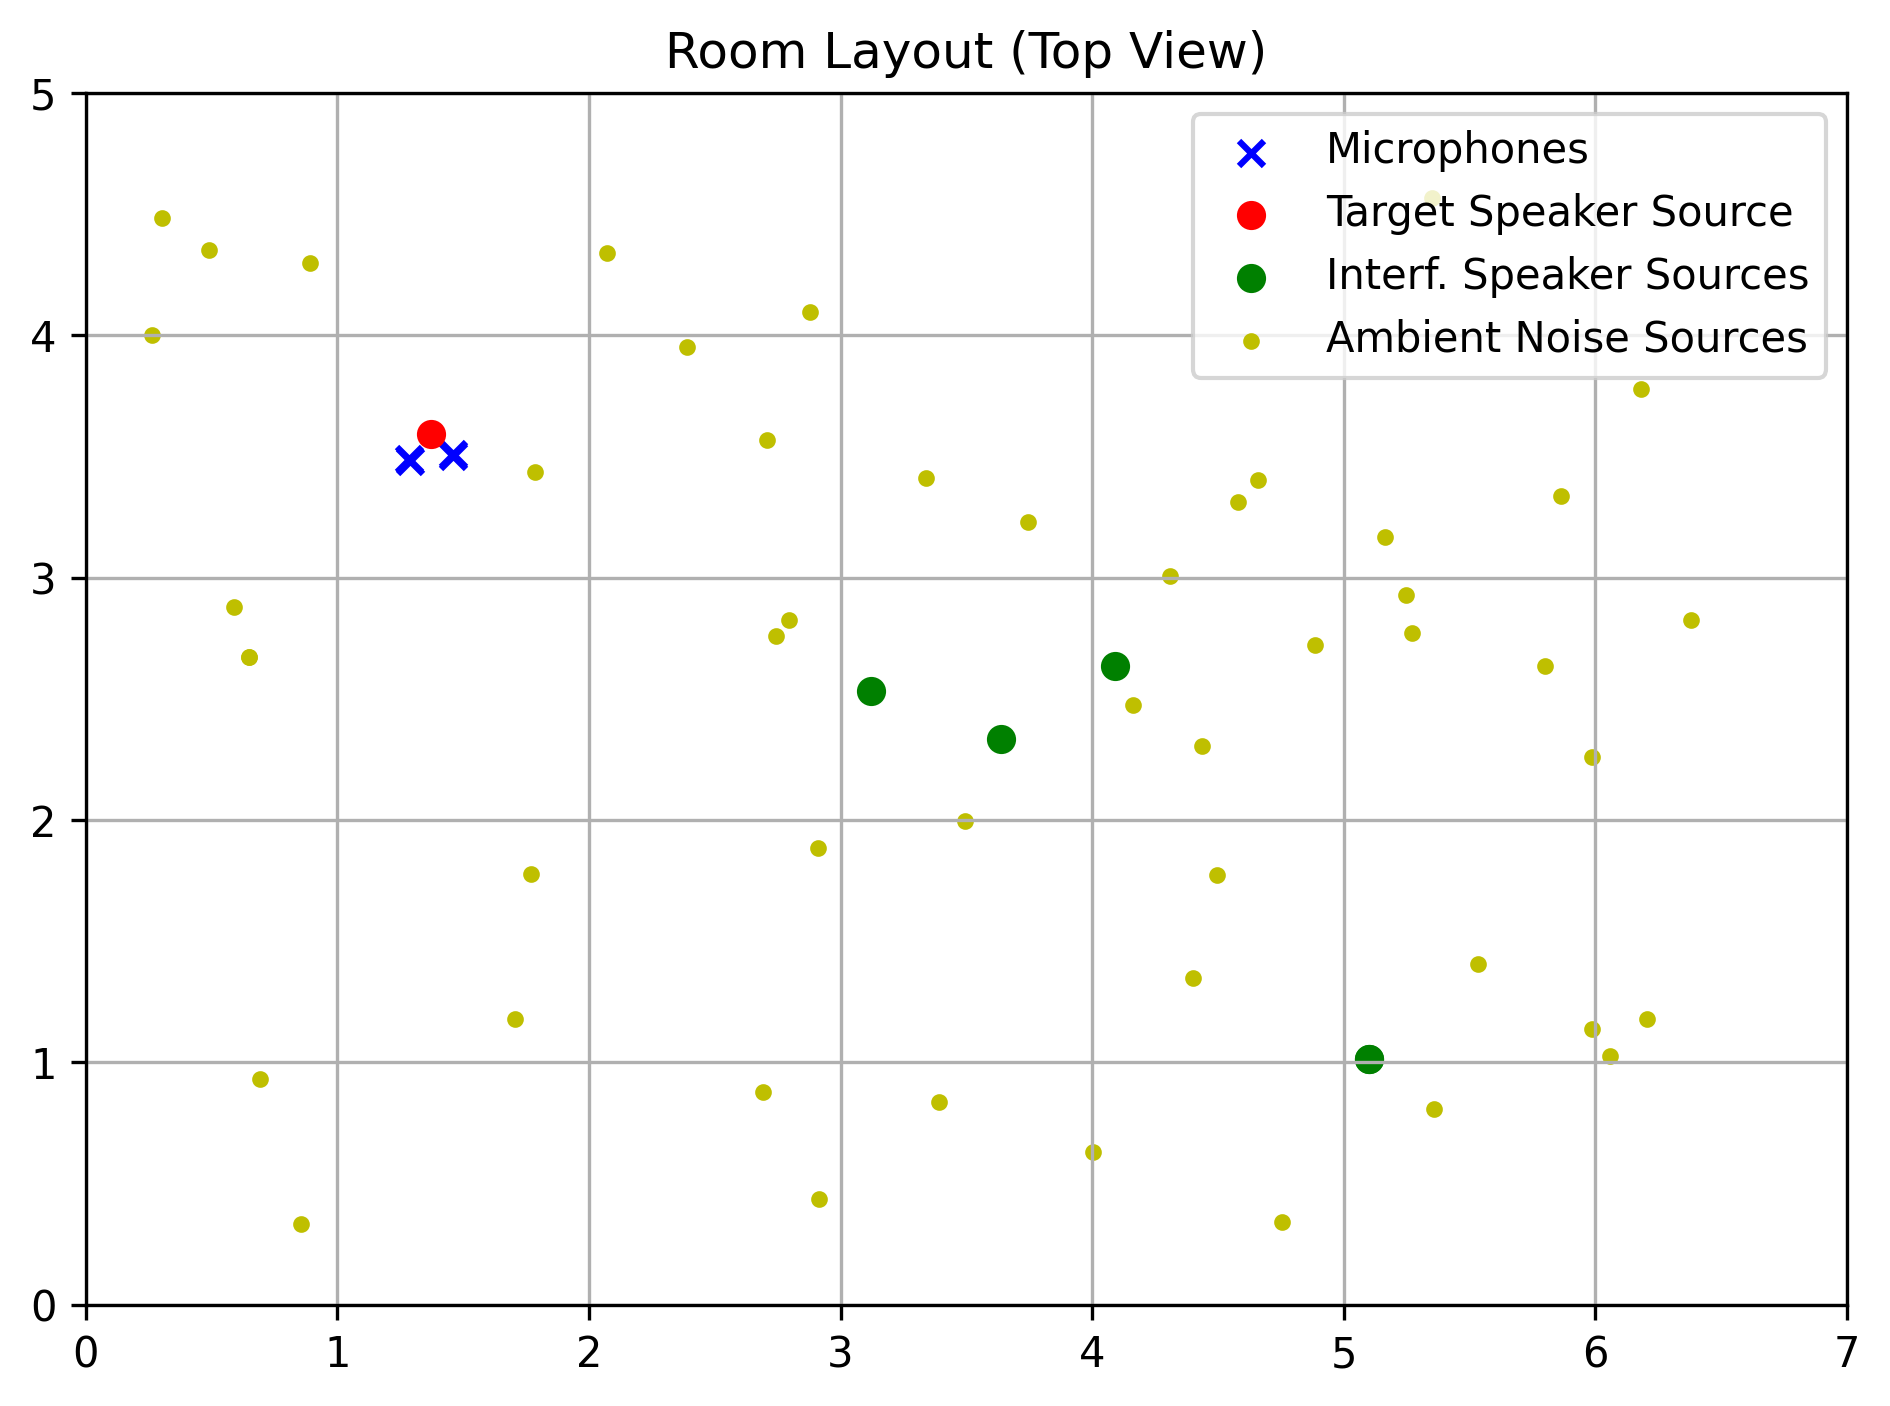 Room Layout (Top View)
5
4
3
2
1
0
0 1 2 3 4 5 6 7
Microphones
Target Speaker Source
Interf. Speaker Sources
Ambient Noise Sources